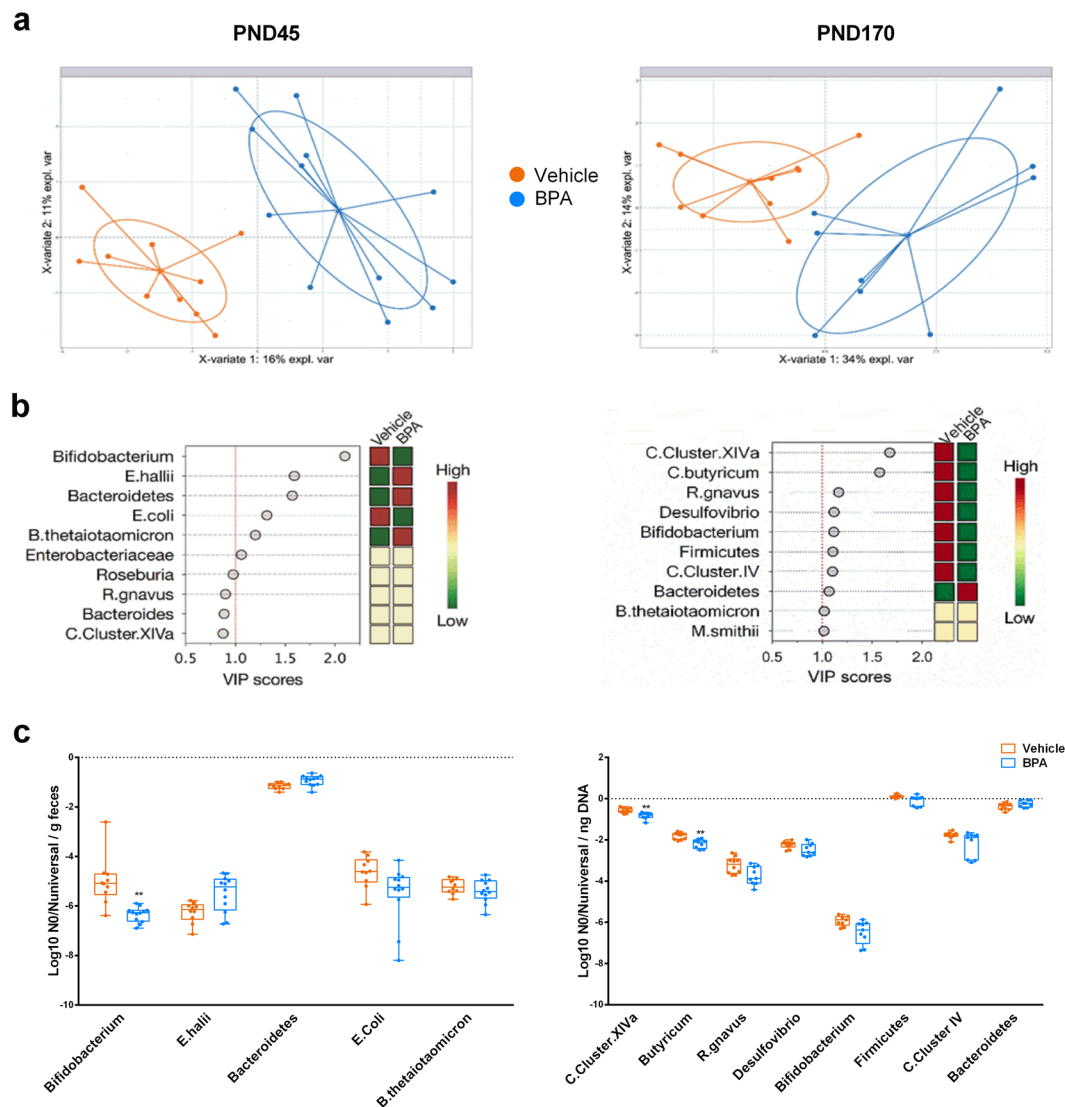 a
PND45
PND170
X-variate 2: 11% expl. var
X-variate 1: 16% expl. var
Vehicle
BPA
X-variate 2: 14% expl. var
X-variate 1: 34% expl. var
b
Vehicle
BPA
Bifidobacterium
E.hallii
Bacteroidetes
E.coli
B.thetaiotaomicron
Enterobacteriaceae
Roseburia
R.gnavus
Bacteroides
C.Cluster.XIVa
0.5 1.0 1.5 2.0
VIP scores
High
Low
Vehicle
BPA
C.Cluster.XIVa
C.butyricum
R.gnavus
Desulfovibrio
Bifidobacterium
Firmicutes
C.Cluster.IV
Bacteroidetes
B.thetaiotaomicron
M.smithii
0.5 1.0 1.5 2.0
VIP scores
High
Low
c
Log10 N0/Nuniversal / g feces
0
-2
-4
-6
-8
-10
**
Bifidobacterium
E.halii
Bacteroidetes
E.Coli
B.thetaiotaomicron
Log10 N0/Nuniversal / ng DNA
2
0
-2
-4
-6
-8
-10
Vehicle
BPA
**
**
C.Cluster.XIVa
Butyricum
R.gnavus
Desulfovibrio
Bifidobacterium
Firmicutes
C.Cluster IV
Bacteroidetes